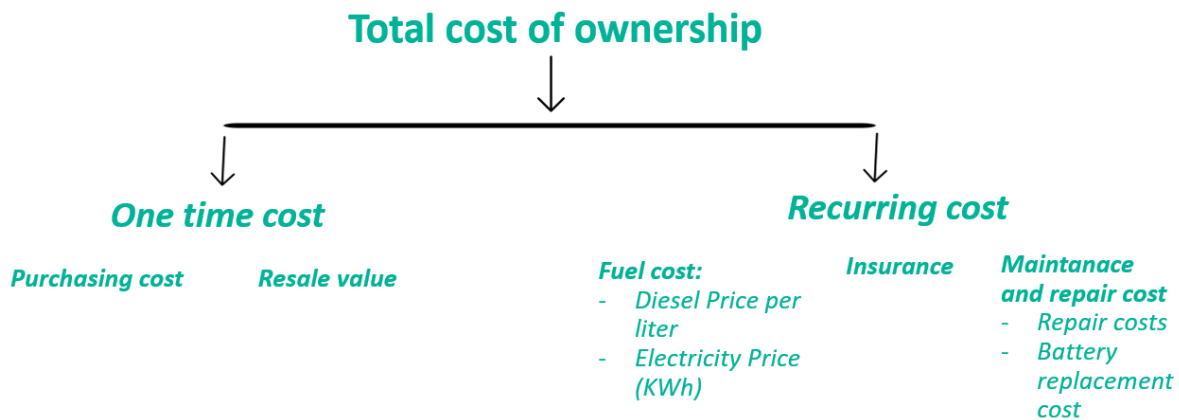 Total cost of ownership
One time cost
Recurring cost
Purchasing cost
Resale value
Fuel cost:
- Diesel Price per
liter
- Electricity Price
(KWh)
Insurance
Maintanace
and repair cost
- Repair costs
- Battery
replacement
cost